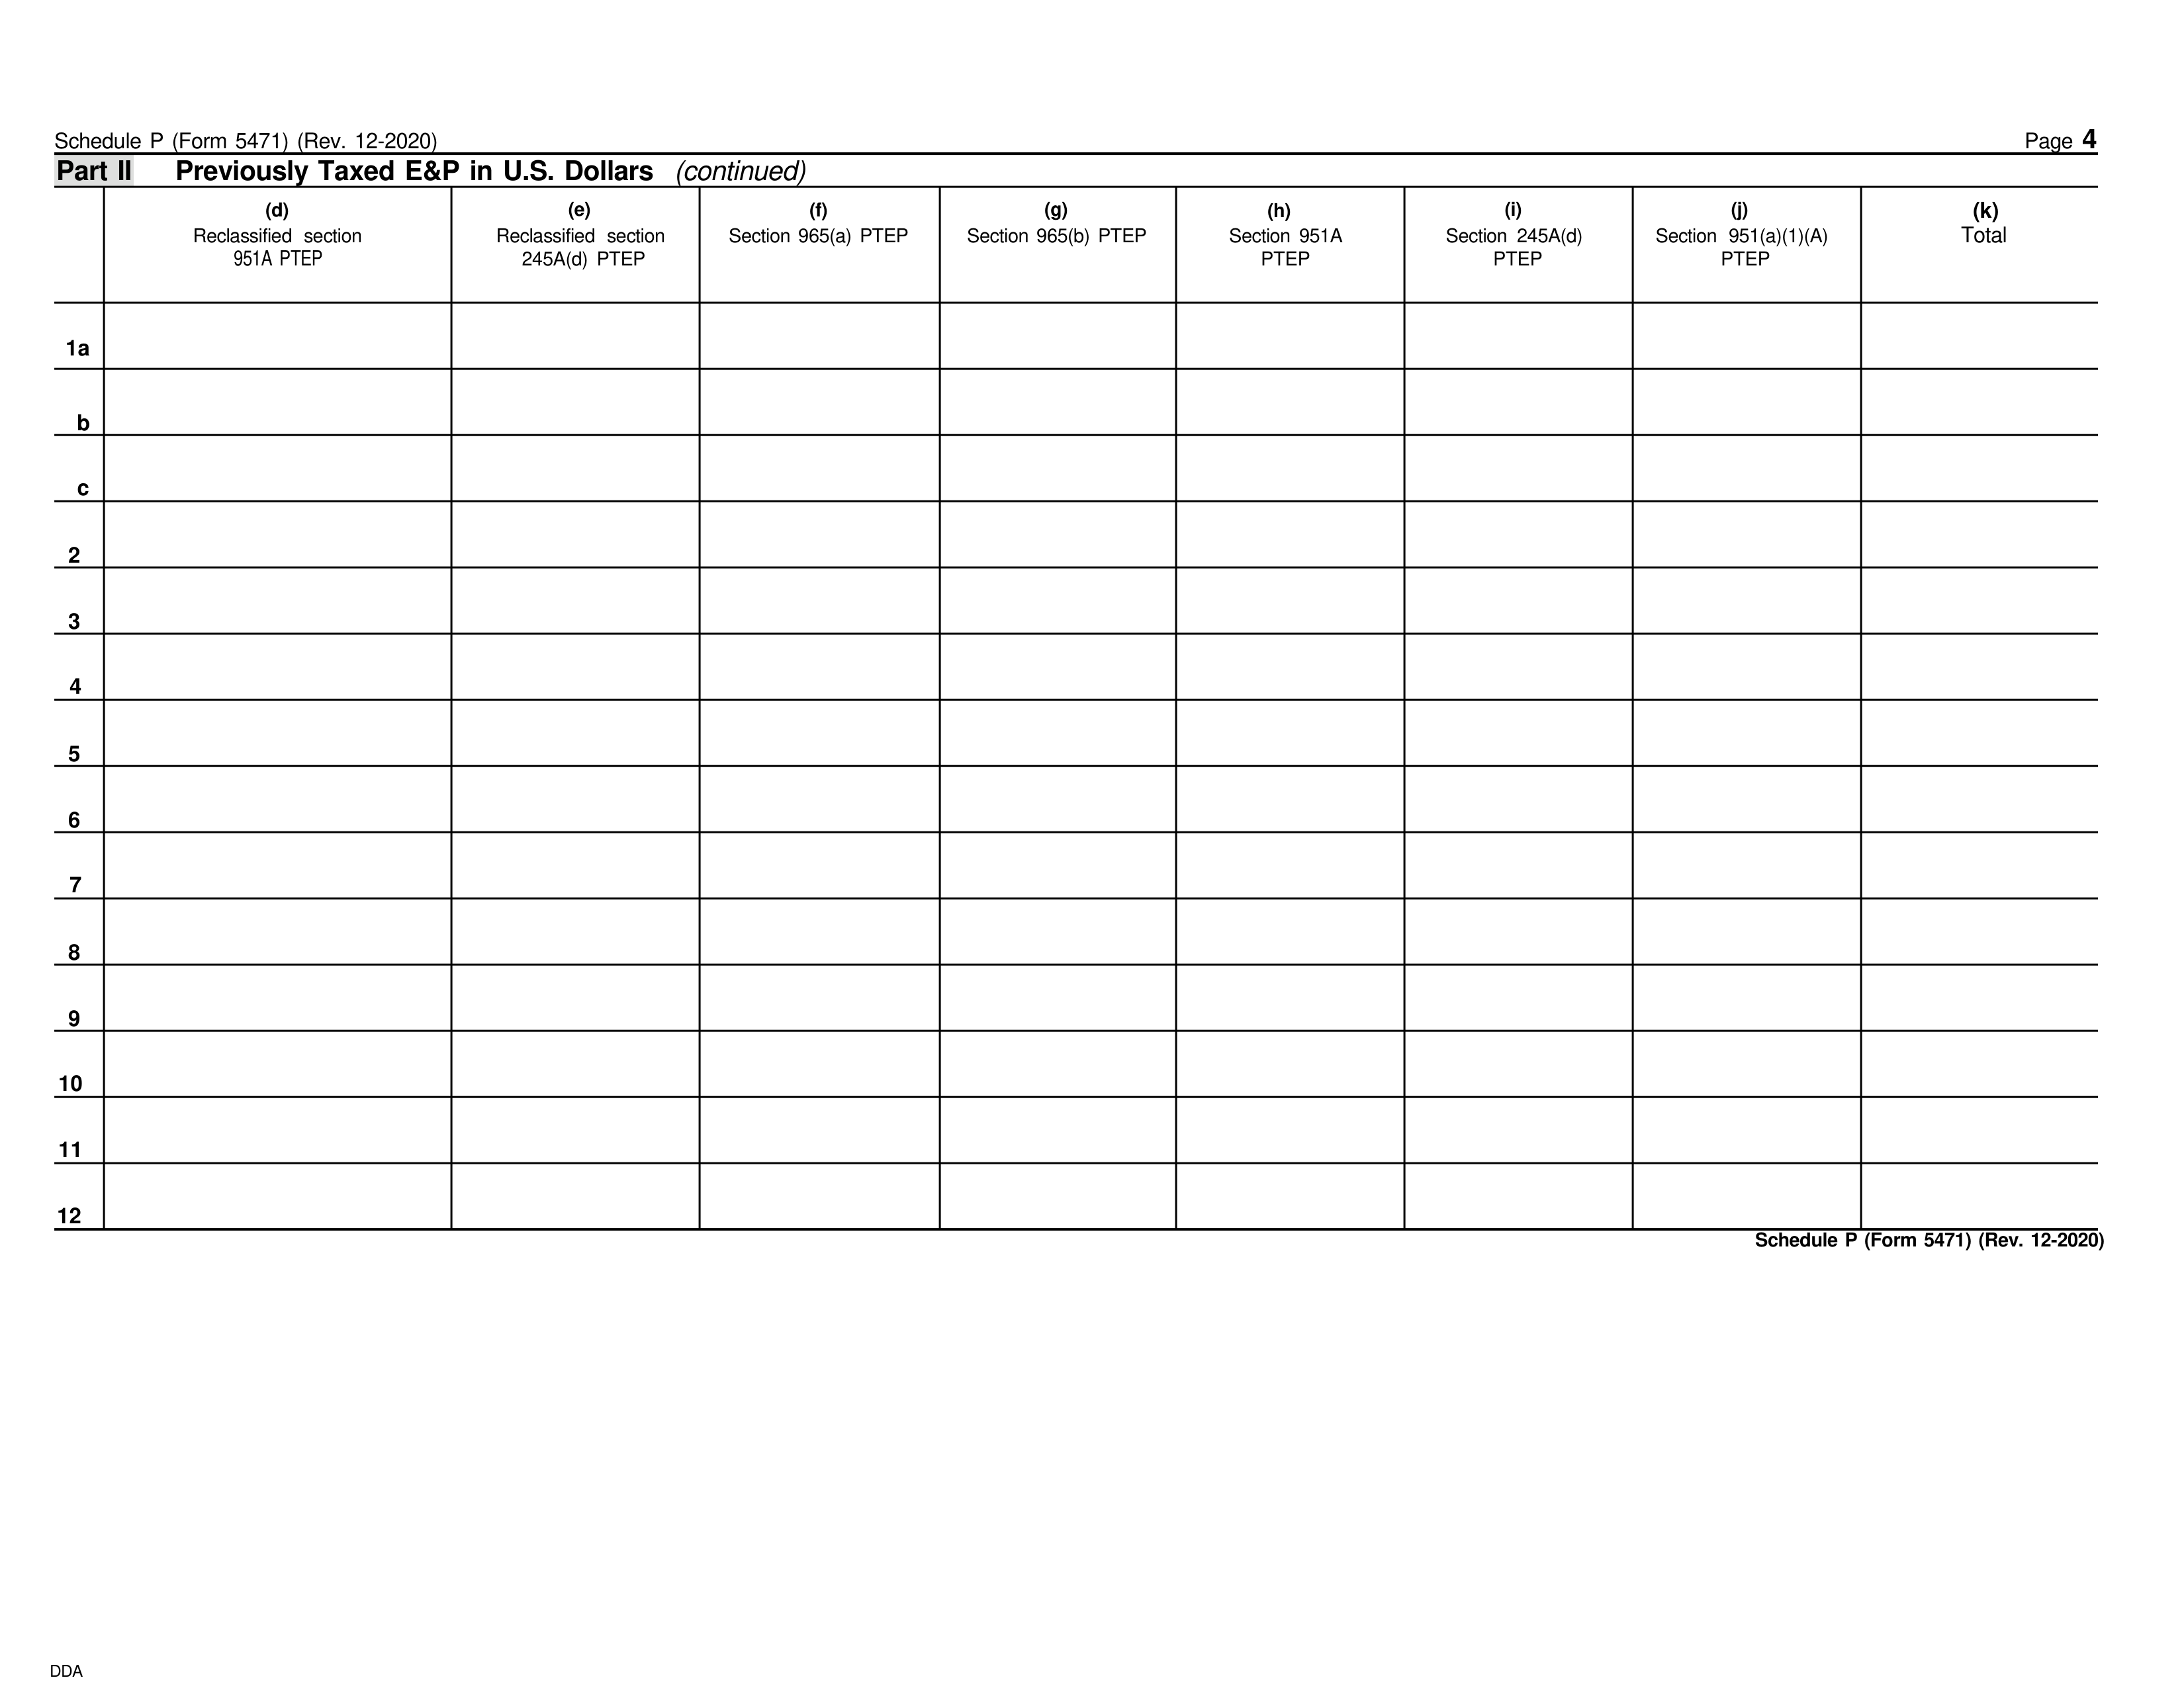 Schedule P (Form 5471) (Rev. 12-2020) Page 4
Part II Previously Taxed E&P in U.S. Dollars (continued)
(d) (e) (f) (g) (h) (i) (j) (k)
Reclassified section Reclassified section Section 965(a) PTEP Section 965(b) PTEP Section 951A Section 245A(d) Section 951(a)(1)(A) Total
951A PTEP 245A(d) PTEP PTEP PTEP PTEP
1a
b
c
2
3
4
5
6
7
8
9
10
11
12
Schedule P (Form 5471) (Rev. 12-2020)
DDA